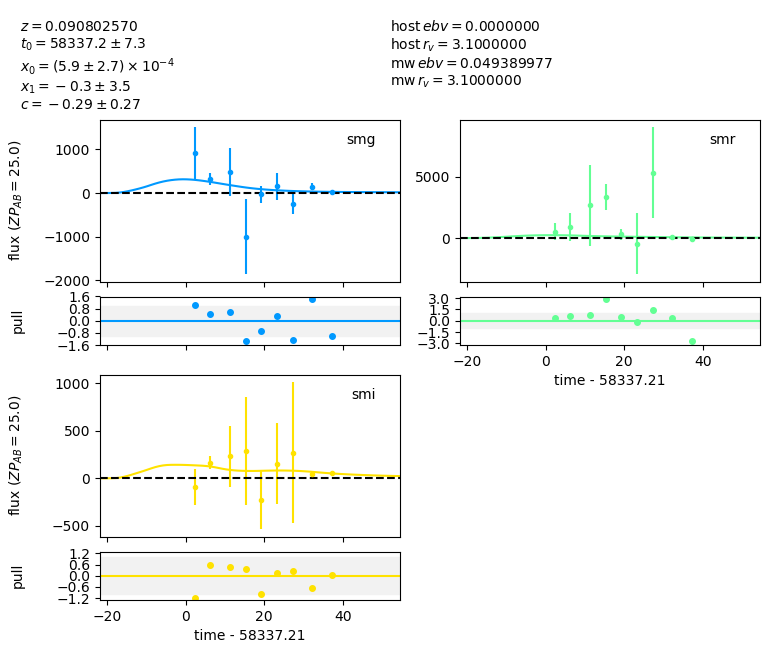 z = 0.090802570
t₀ = 58337.2 ± 7.3
x₀ = (5.9 ± 2.7) × 10⁻⁴
x₁ = −0.3 ± 3.5
c = −0.29 ± 0.27
host ebv = 0.0000000
host r_v = 3.1000000
mw ebv = 0.049389977
mw r_v = 3.1000000
smg
flux (ZP_AB = 25.0)
1000
0
−1000
−2000
smr
5000
0
pull
1.6
0.8
0.0
−0.8
−1.6
3.0
1.5
0.0
−1.5
−3.0
−20 0 20 40
time - 58337.21
smi
flux (ZP_AB = 25.0)
1000
500
0
−500
pull
1.2
0.6
0.0
−0.6
−1.2
−20 0 20 40
time - 58337.21